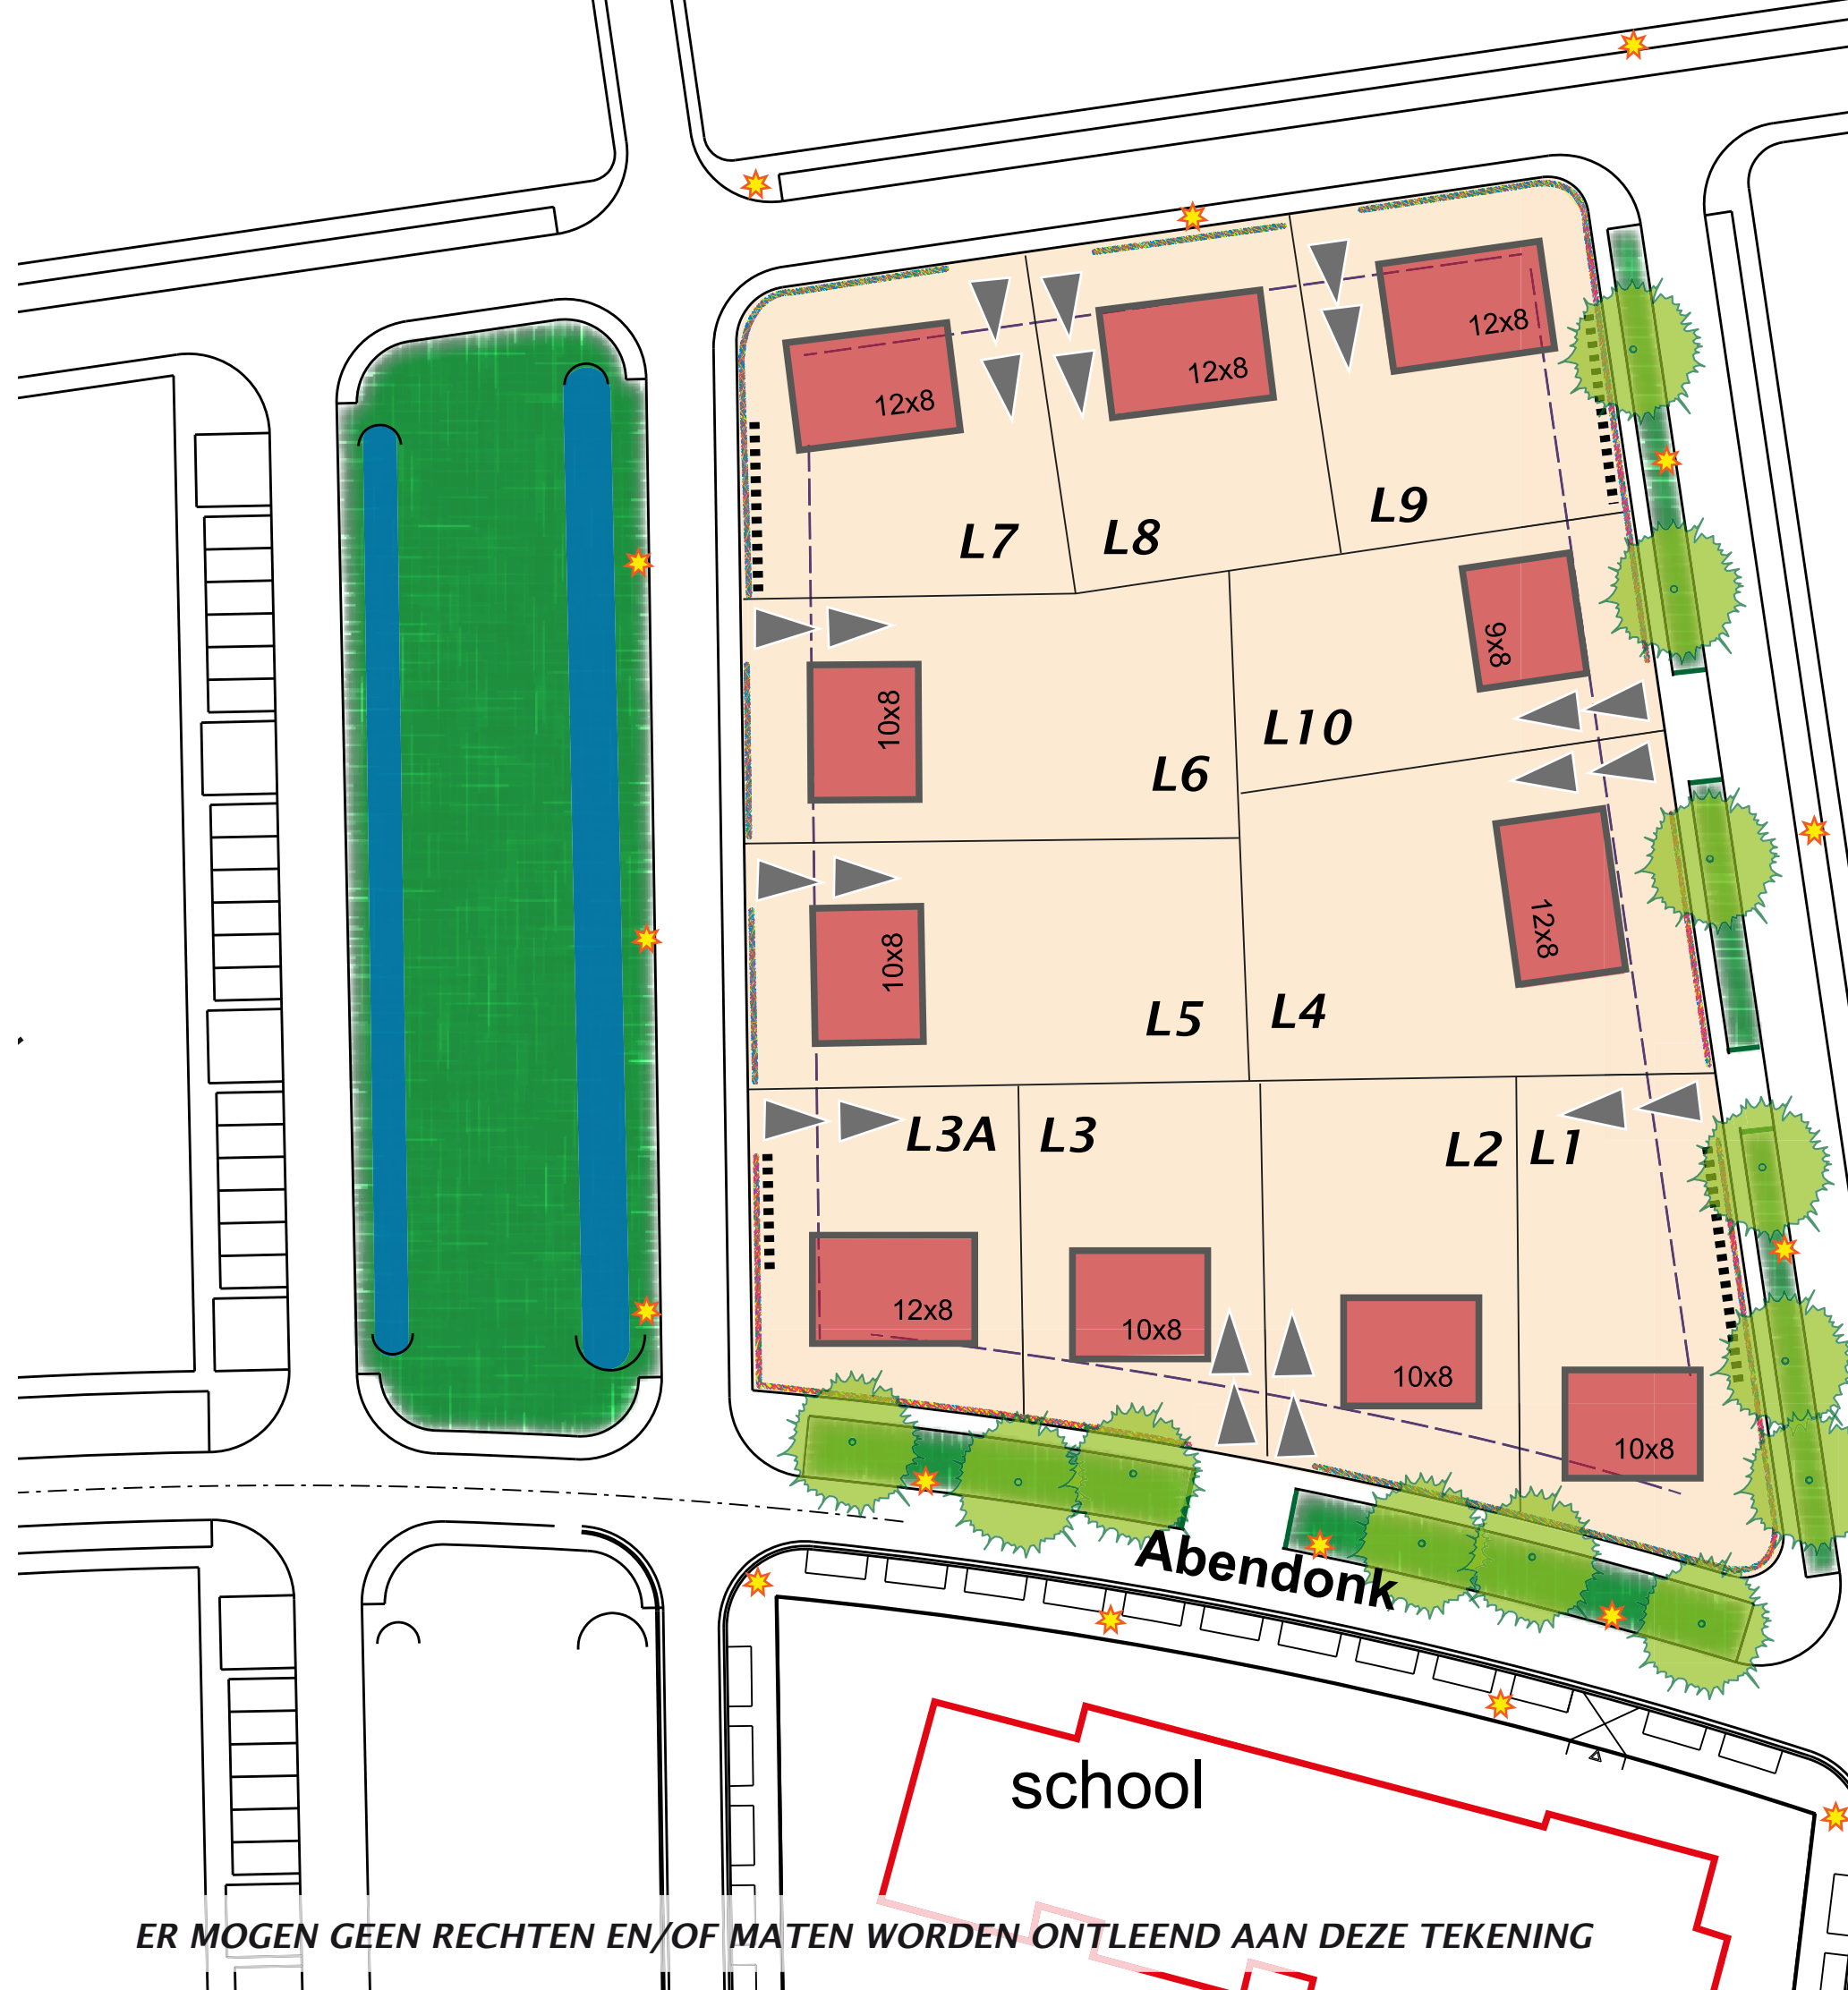 12x8
12x8
12x8
L7
L8
L9
9x8
10x8
L6
L10
12x8
10x8
L5
L4
L3A
L3
L2
L1
12x8
10x8
10x8
10x8
Abendonk
school
ER MOGEN GEEN RECHTEN EN/OF MATEN WORDEN ONTLEEND AAN DEZE TEKENING